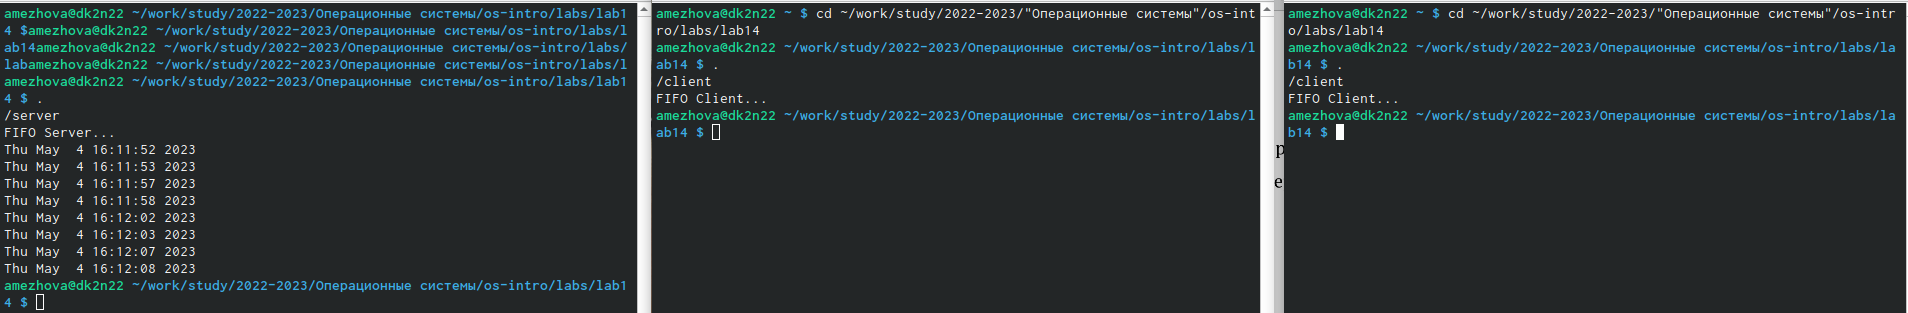 amezhova@dk2n22 ~/work/study/2022-2023/Операционные системы/os-intro/labs/lab1
4 $amezhova@dk2n22 ~/work/study/2022-2023/Операционные системы/os-intro/labs/l
ab14amezhova@dk2n22 ~/work/study/2022-2023/Операционные системы/os-intro/labs/
labamezhova@dk2n22 ~/work/study/2022-2023/Операционные системы/os-intro/labs/l
amezhova@dk2n22 ~/work/study/2022-2023/Операционные системы/os-intro/labs/lab1
4 $ .
/server
FIFO Server...
Thu May  4 16:11:52 2023
Thu May  4 16:11:53 2023
Thu May  4 16:11:57 2023
Thu May  4 16:11:58 2023
Thu May  4 16:12:02 2023
Thu May  4 16:12:03 2023
Thu May  4 16:12:07 2023
Thu May  4 16:12:08 2023
amezhova@dk2n22 ~/work/study/2022-2023/Операционные системы/os-intro/labs/lab1
4 $
amezhova@dk2n22 ~ $ cd ~/work/study/2022-2023/"Операционные системы"/os-int
ro/labs/lab14
amezhova@dk2n22 ~/work/study/2022-2023/Операционные системы/os-intro/labs/l
ab14 $ .
/client
FIFO Client...
amezhova@dk2n22 ~/work/study/2022-2023/Операционные системы/os-intro/labs/l
ab14 $
р
е
amezhova@dk2n22 ~ $ cd ~/work/study/2022-2023/"Операционные системы"/os-intr
o/labs/lab14
amezhova@dk2n22 ~/work/study/2022-2023/Операционные системы/os-intro/labs/la
b14 $ .
/client
FIFO Client...
amezhova@dk2n22 ~/work/study/2022-2023/Операционные системы/os-intro/labs/la
b14 $